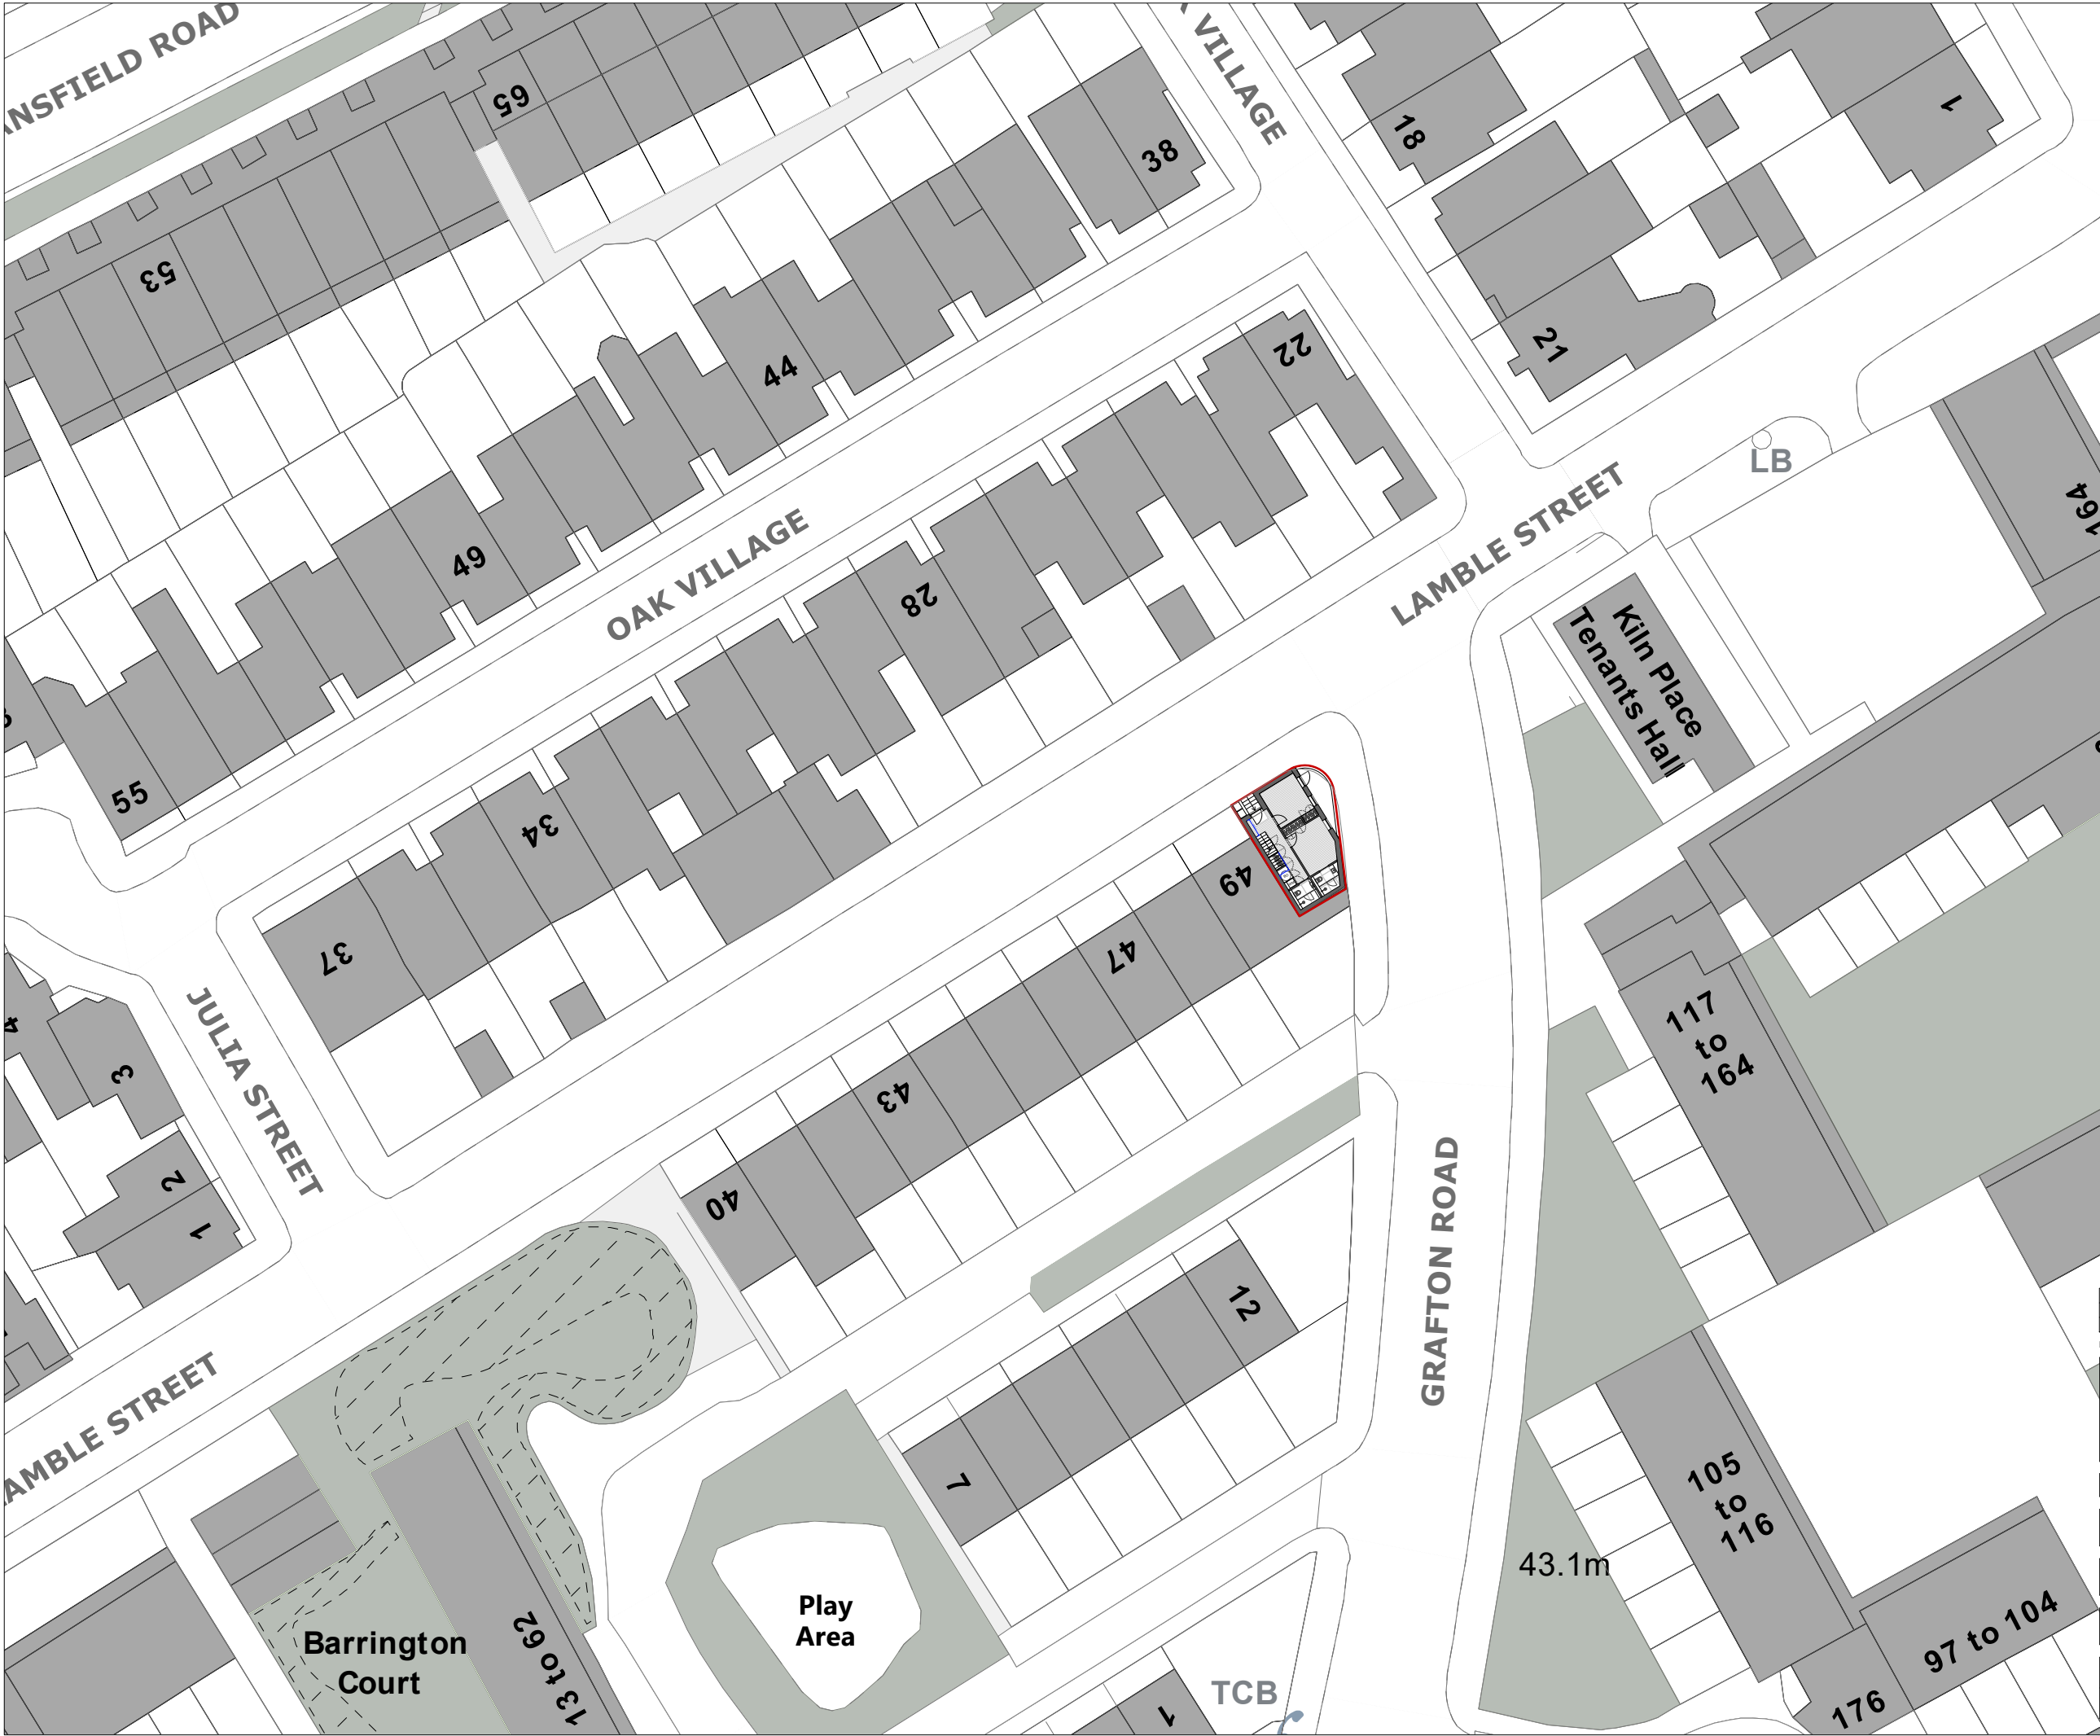 ANSFIELD ROAD
65
K VILLAGE
18
1
38
53
21
22
44
LB
164
49
OAK VILLAGE
28
LAMBLE STREET
Kiln Place
Tenants Hall
55
34
49
37
47
117
to
164
4
3
JULIA STREET
43
2
1
40
GRAFTON ROAD
12
AMBLE STREET
7
105
to
116
43.1m
Play
Area
Barrington
Court
13 to 62
97 to 104
TCB
1
176